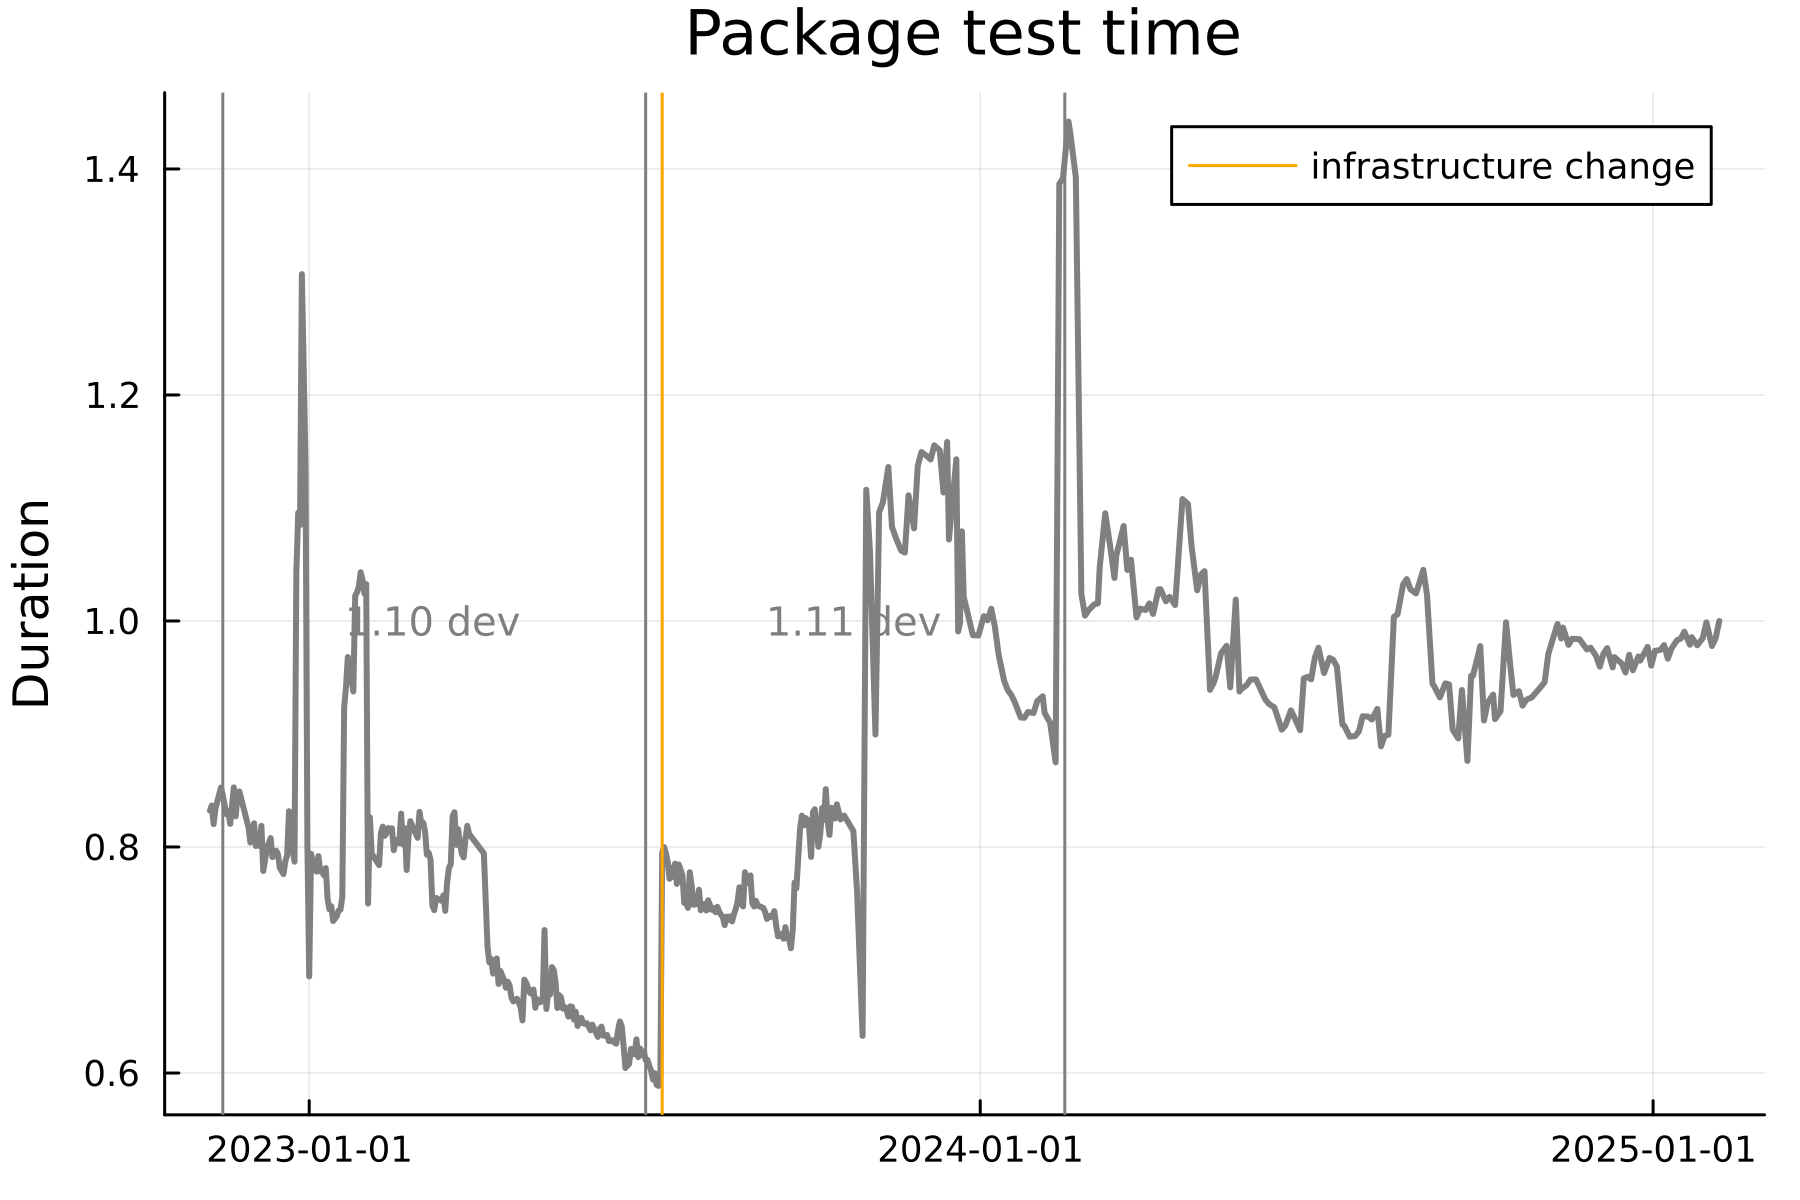 Package test time
infrastructure change
Duration
1.4
1.2
1.0
0.8
0.6
1.10 dev
1.11 dev
2023-01-01
2024-01-01
2025-01-01